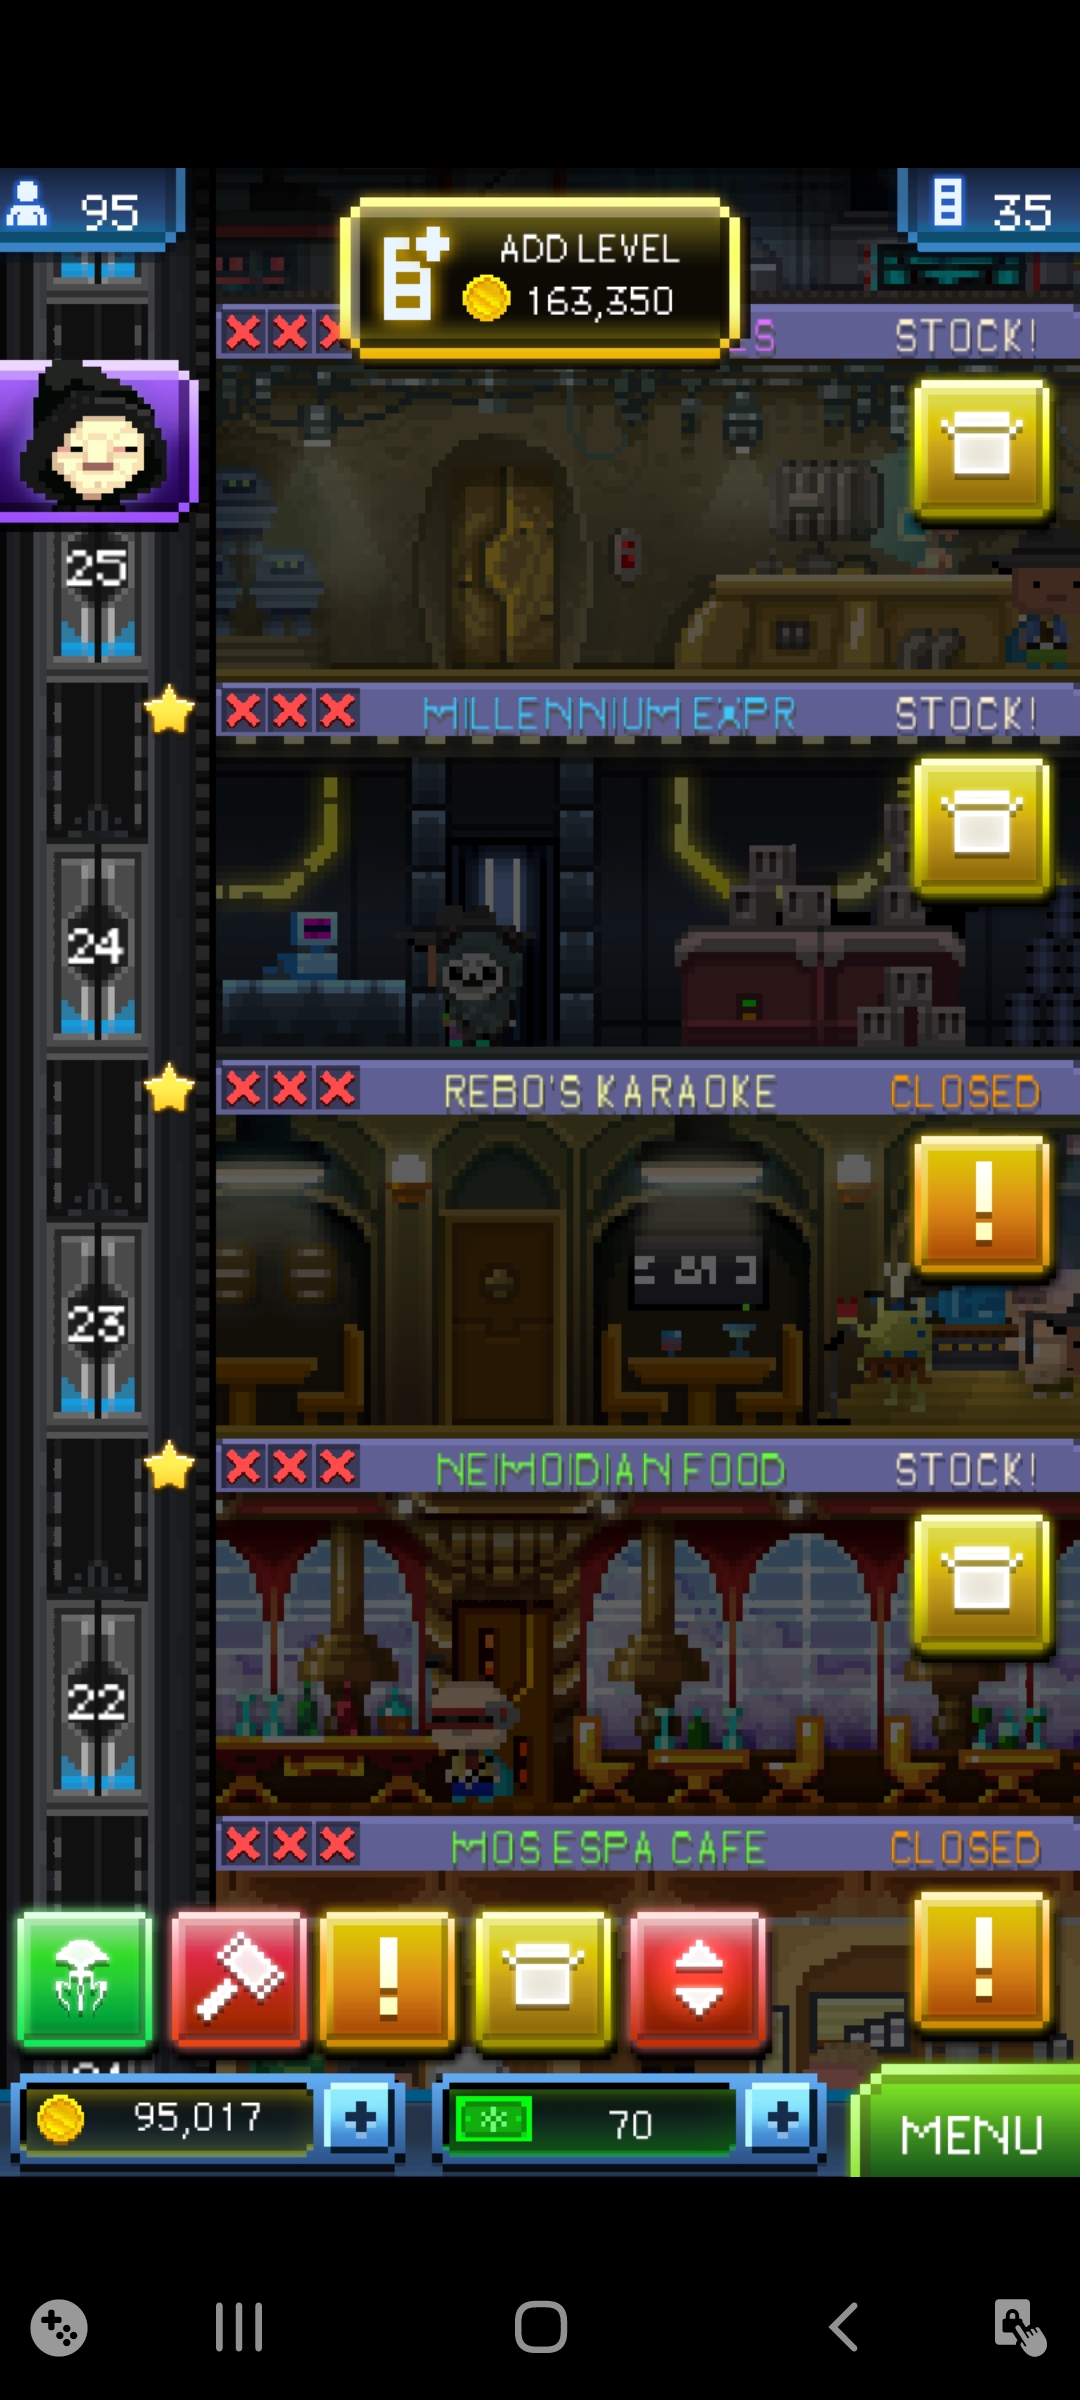 95
ADD LEVEL
163,350
35
STOCK!
25
MILLENNIUM EXPR
STOCK!
24
REBO'S KARAOKE
CLOSED
!
23
NEIMOIDIAN FOOD
STOCK!
22
MOS ESPA CAFE
CLOSED
!
!
95,017
+
70
+
MENU